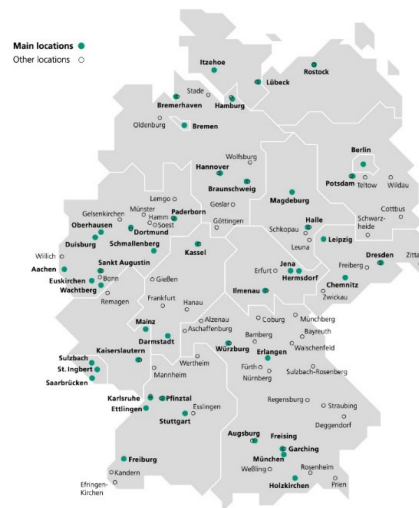 Main locations
Other locations
Itzehoe
Rostock
Lübeck
Stade
Bremerhaven
Hamburg
Oldenburg
Bremen
Berlin
Hannover
Wolfsburg
Potsdam
Teltow
Wildau
Braunschweig
Magdeburg
Lemgo
Münster
Gelsenkirchen
Hamm
Paderborn
Goslar
Cottbus
Oberhausen
Dortmund
Soest
Göttingen
Halle
Schwarz-
heide
Duisburg
Schkopau
Leipzig
Schmallenberg
Kassel
Leuna
Willich
Dresden
Zitta
Aachen
Sankt Augustin
Jena
Freiberg
Euskirchen
Bonn
Gießen
Erfurt
Hermsdorf
Chemnitz
Wachtberg
Ilmenau
Zwickau
Remagen
Frankfurt
Hanau
Mainz
Alzenau
Coburg
Münchberg
Aschaffenburg
Bayreuth
Darmstadt
Bamberg
Würzburg
Waischenfeld
Kaiserslautern
Erlangen
Sulzbach
Wertheim
Fürth
St. Ingbert
Mannheim
Nürnberg
Sulzbach-Rosenberg
Saarbrücken
Karlsruhe
Pfinztal
Regensburg
Straubing
Ettlingen
Esslingen
Stuttgart
Deggendorf
Augsburg
Freising
Garching
Freiburg
München
Weßling
Rosenheim
Kandern
Holzkirchen
Prien
Efringen-
Kirchen